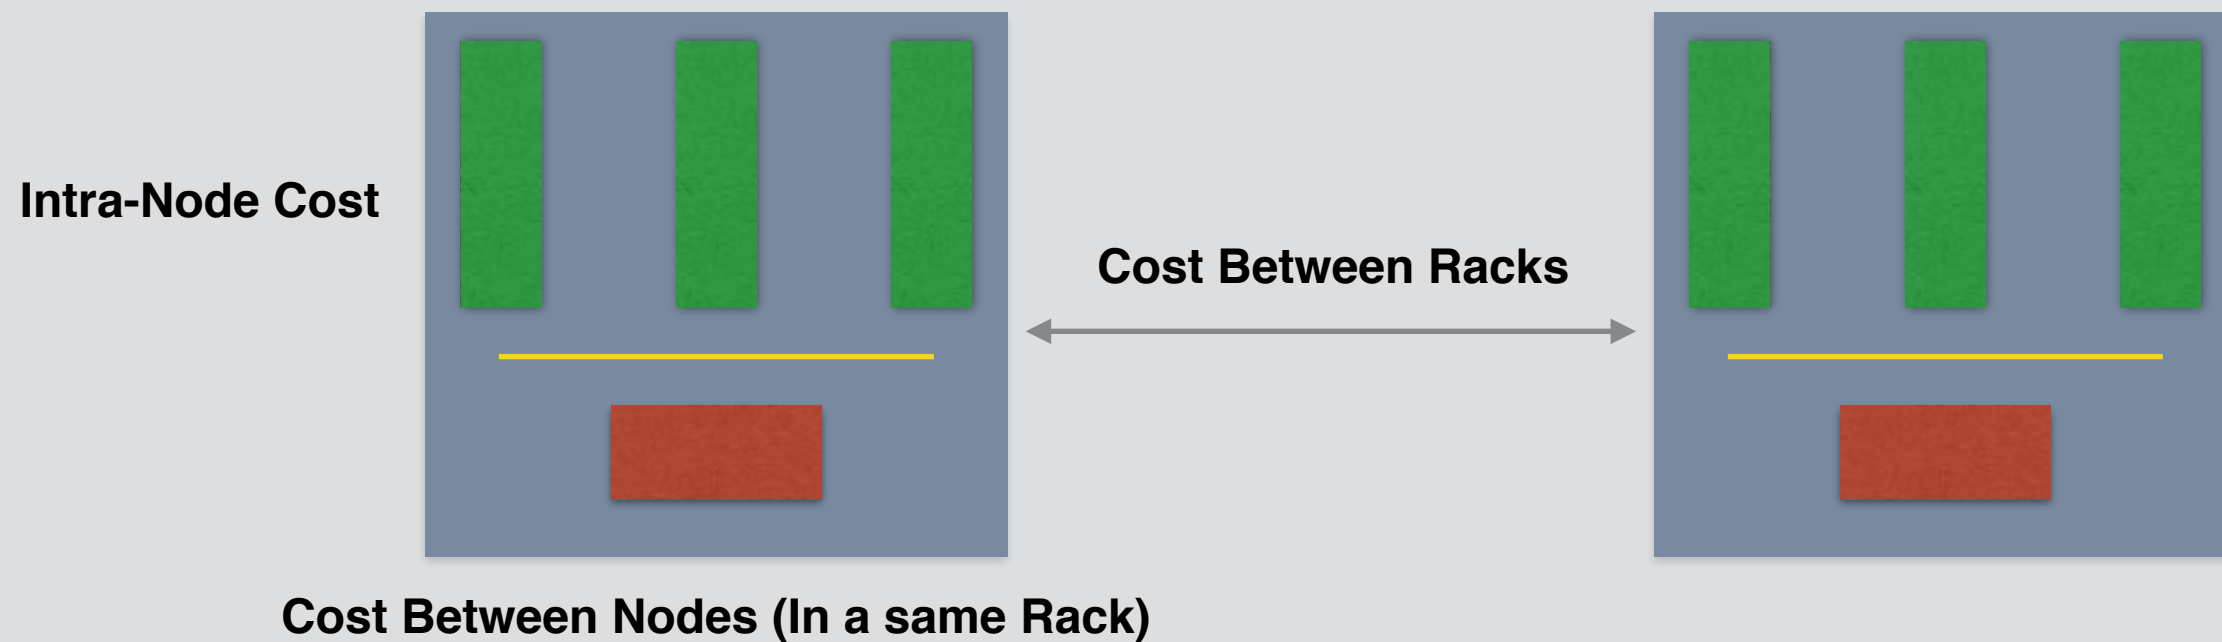 Intra-Node Cost
Cost Between Racks
Cost Between Nodes (In a same Rack)